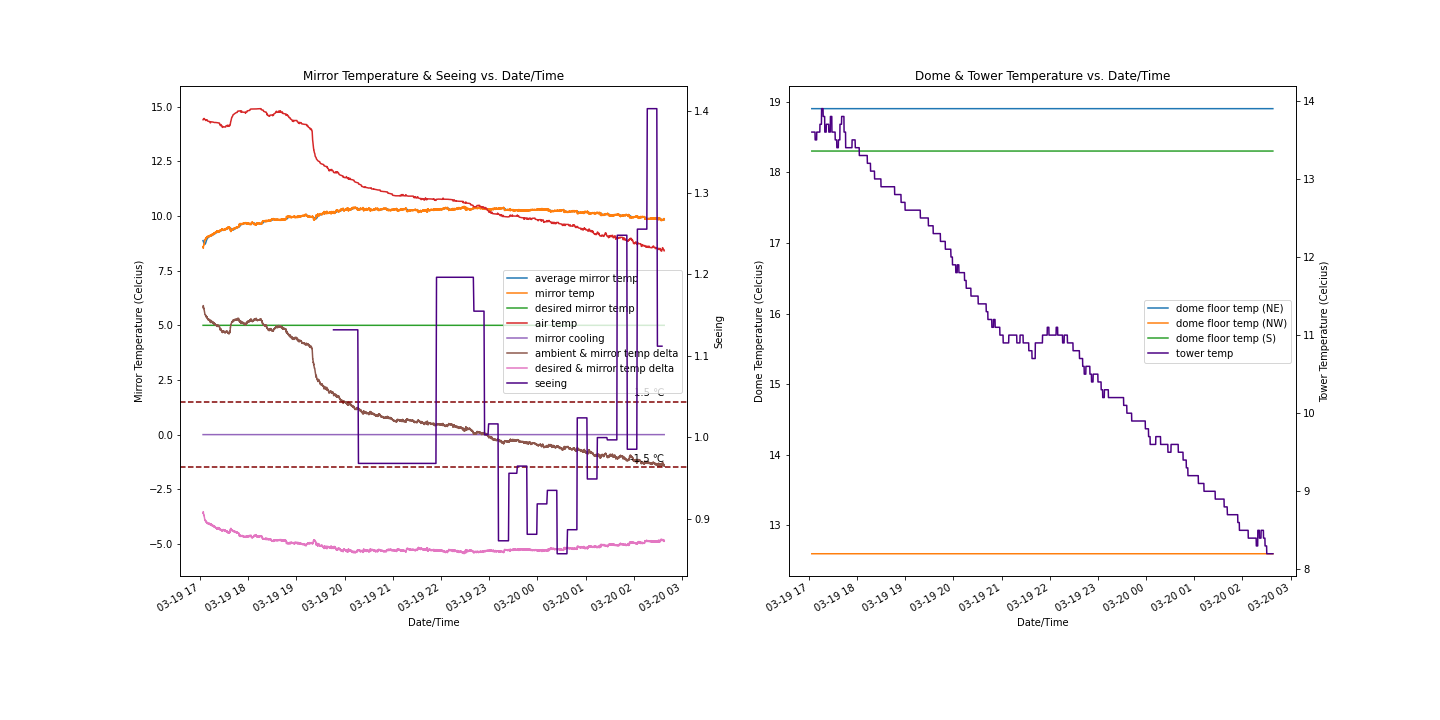 Mirror Temperature & Seeing vs. Date/Time
Mirror Temperature (Celcius)
15.0
12.5
10.0
7.5
5.0
2.5
0.0
−2.5
−5.0
1.4
1.3
1.2
1.1
1.0
0.9
Seeing
average mirror temp
mirror temp
desired mirror temp
air temp
mirror cooling
ambient & mirror temp delta
desired & mirror temp delta
seeing
1.5 °C
-1.5 °C
03-19 17
03-19 18
03-19 19
03-19 20
03-19 21
03-19 22
03-19 23
03-20 00
03-20 01
03-20 02
03-20 03
Date/Time
Dome & Tower Temperature vs. Date/Time
Dome Temperature (Celcius)
19
18
17
16
15
14
13
14
13
12
11
10
9
8
Tower Temperature (Celcius)
dome floor temp (NE)
dome floor temp (NW)
dome floor temp (S)
tower temp
03-19 17
03-19 18
03-19 19
03-19 20
03-19 21
03-19 22
03-19 23
03-20 00
03-20 01
03-20 02
03-20 03
Date/Time